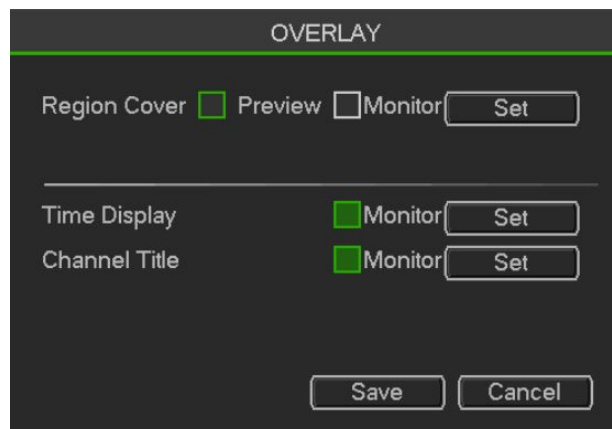 OVERLAY
Region Cover Preview Monitor Set
Time Display Monitor Set
Channel Title Monitor Set
Save Cancel